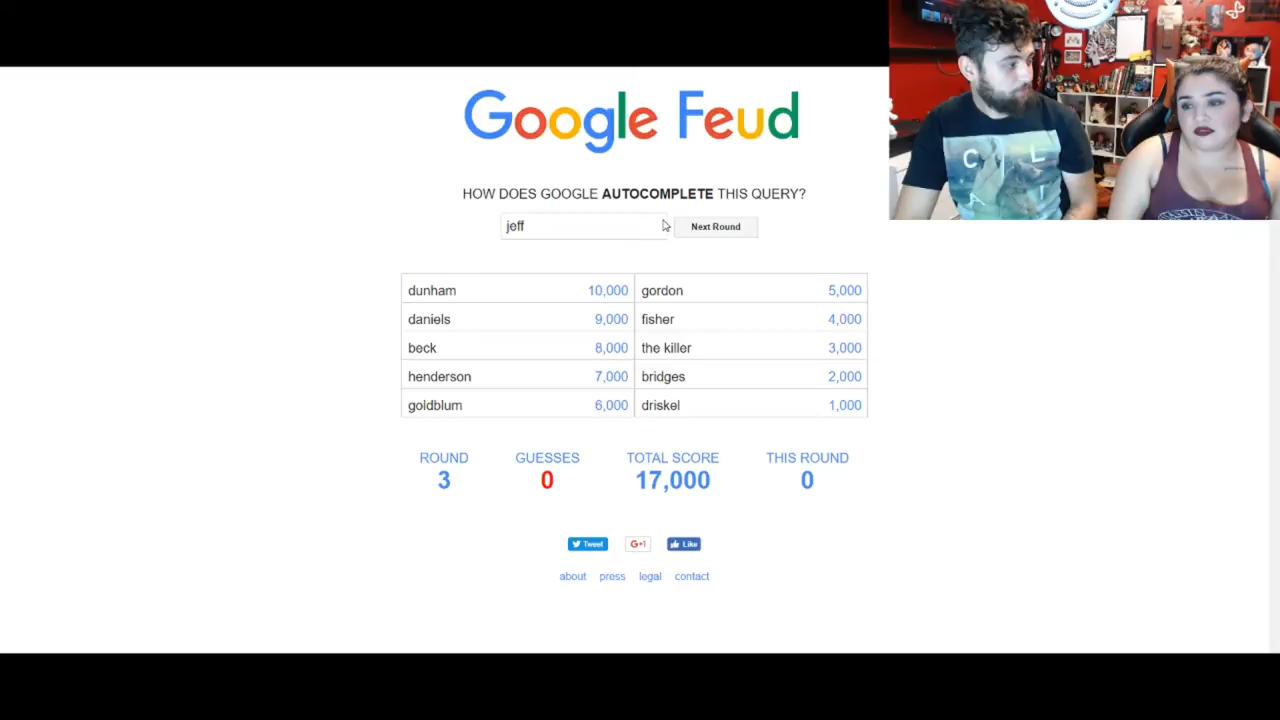 Google Feud
HOW DOES GOOGLE AUTOCOMPLETE THIS QUERY?
jeff
Next Round
dunham 10,000 gordon 5,000
daniels 9,000 fisher 4,000
beck 8,000 the killer 3,000
henderson 7,000 bridges 2,000
goldblum 6,000 driskel 1,000
ROUND GUESSES TOTAL SCORE THIS ROUND
3 0 17,000 0
Tweet G+1 Like
about press legal contact
C L
A